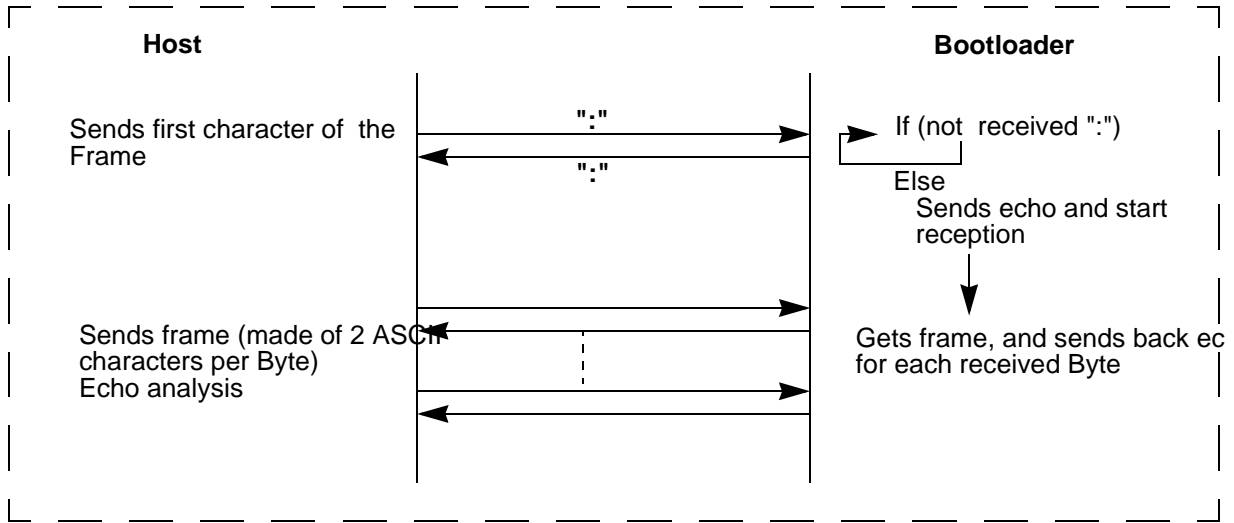 Host
Bootloader
Sends first character of the
Frame
":"
":"
If (not received ":")
Else
Sends echo and start
reception
Sends frame (made of 2 ASCII
characters per Byte)
Echo analysis
Gets frame, and sends back ec
for each received Byte